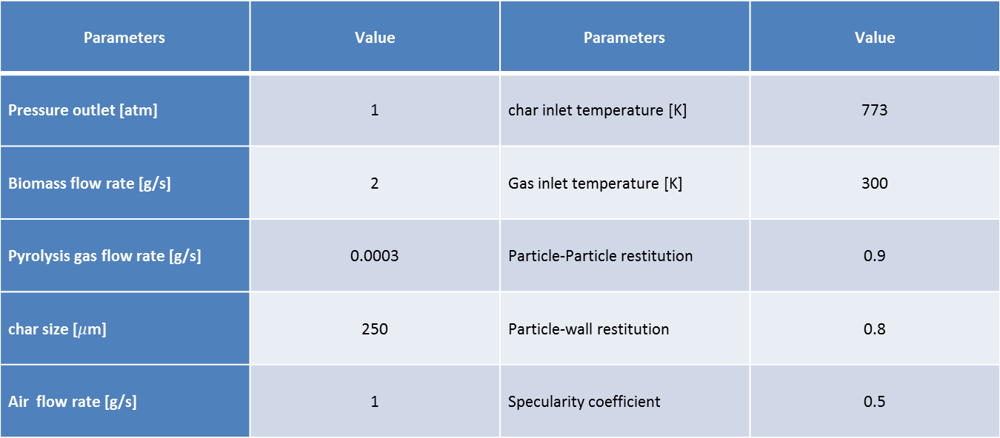 Parameters Value Parameters Value
Pressure outlet [atm] 1 char inlet temperature [K] 773
Biomass flow rate [g/s] 2 Gas inlet temperature [K] 300
Pyrolysis gas flow rate [g/s] 0.0003 Particle-Particle restitution 0.9
char size [𝜇m] 250 Particle-wall restitution 0.8
Air  flow rate [g/s] 1 Specularity coefficient 0.5